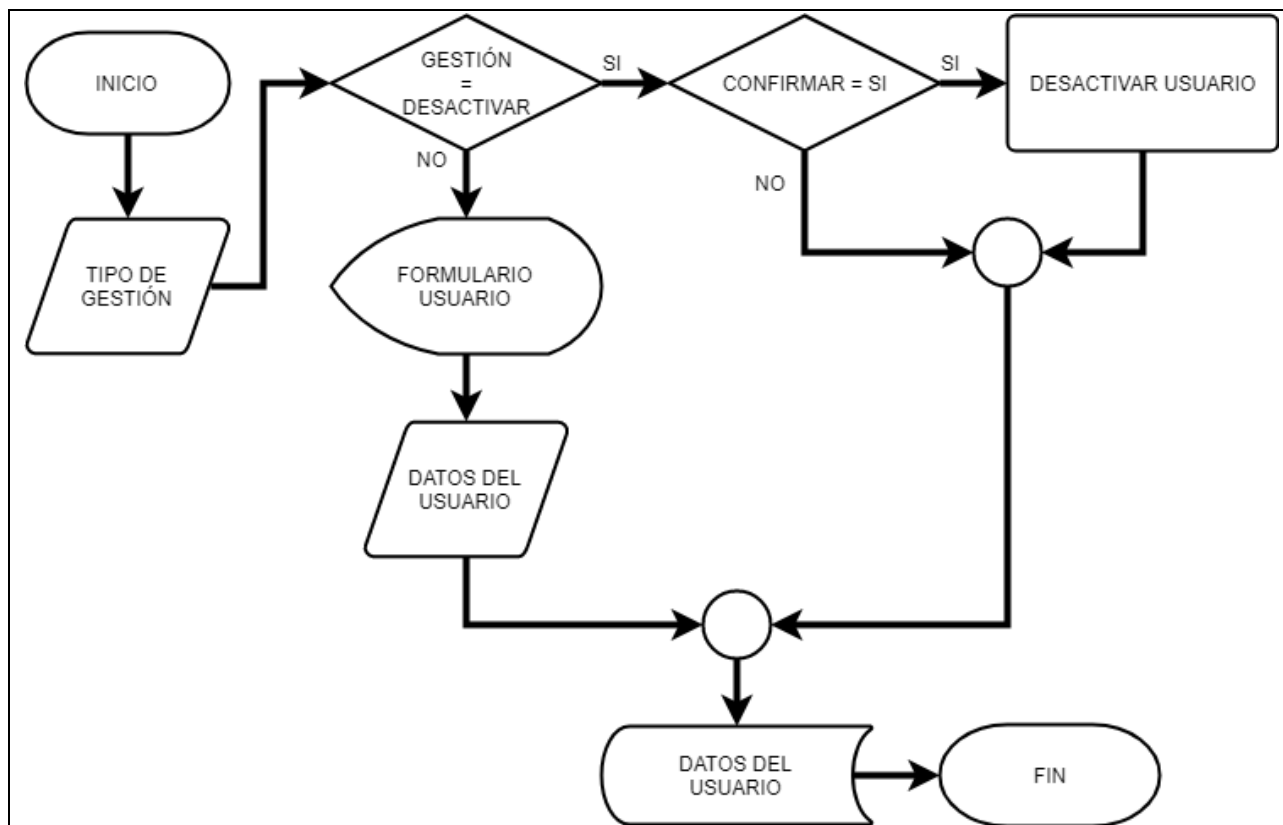 INICIO
GESTIÓN
=
DESACTIVAR
SI
CONFIRMAR = SI
SI
DESACTIVAR USUARIO
NO
NO
TIPO DE
GESTIÓN
FORMULARIO
USUARIO
DATOS DEL
USUARIO
DATOS DEL
USUARIO
FIN